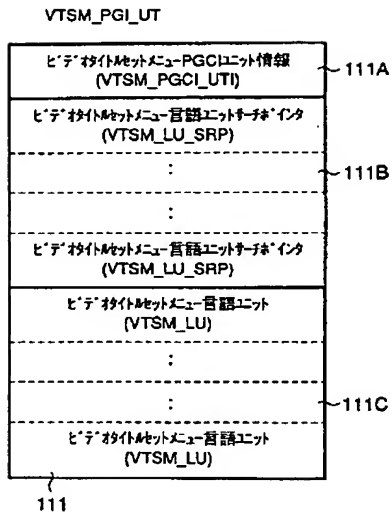 VTSM_PGI_UT
ﾋﾞﾃﾞｵﾀｲﾄﾙｾｯﾄﾒﾆｭｰPGCIﾕﾆｯﾄ情報
(VTSM_PGCI_UTI)
111A
ﾋﾞﾃﾞｵﾀｲﾄﾙｾｯﾄﾒﾆｭｰ言語ﾕﾆｯﾄｻｰﾁﾎﾟｲﾝﾀ
(VTSM_LU_SRP)
:
111B
:
ﾋﾞﾃﾞｵﾀｲﾄﾙｾｯﾄﾒﾆｭｰ言語ﾕﾆｯﾄｻｰﾁﾎﾟｲﾝﾀ
(VTSM_LU_SRP)
ﾋﾞﾃﾞｵﾀｲﾄﾙｾｯﾄﾒﾆｭｰ言語ﾕﾆｯﾄ
(VTSM_LU)
:
:
111C
ﾋﾞﾃﾞｵﾀｲﾄﾙｾｯﾄﾒﾆｭｰ言語ﾕﾆｯﾄ
(VTSM_LU)
111